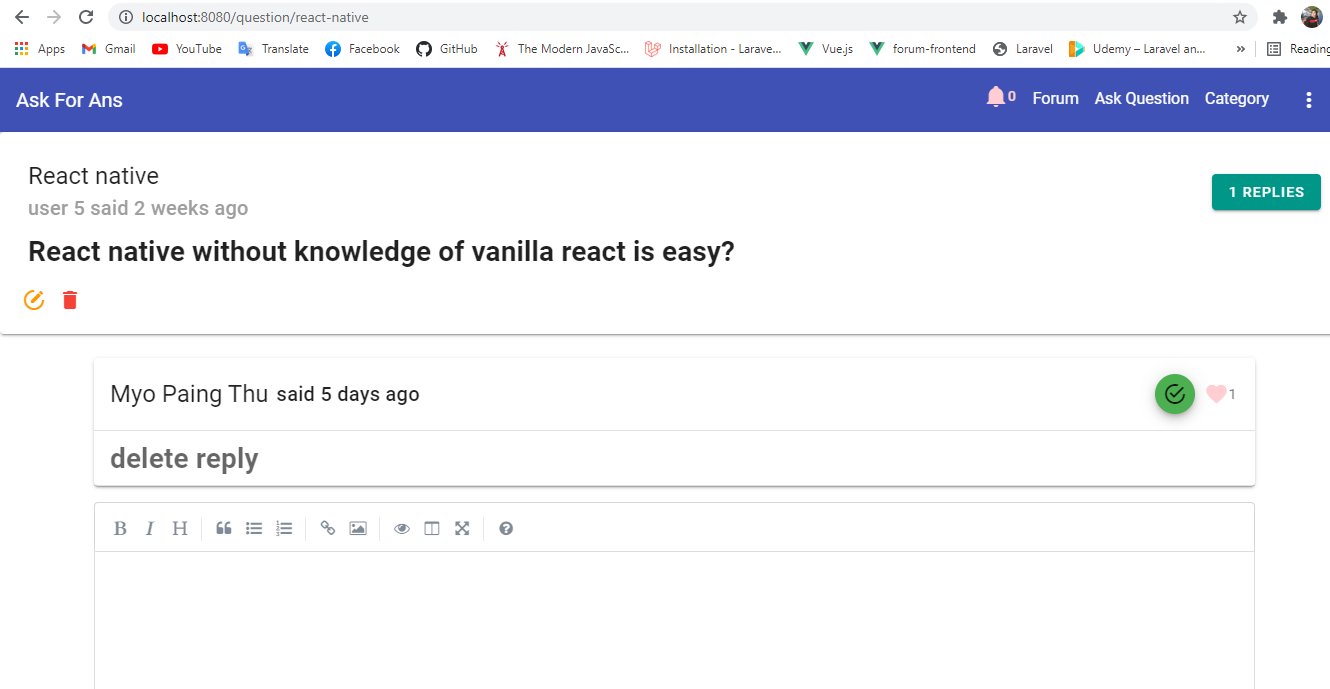 localhost:8080/question/react-native
Apps Gmail YouTube Translate Facebook GitHub The Modern JavaSc... Installation - Larave... Vue.js forum-frontend Laravel Udemy – Laravel an... » Reading
Ask For Ans 0 Forum Ask Question Category
React native
1 REPLIES
user 5 said 2 weeks ago
React native without knowledge of vanilla react is easy?
Myo Paing Thu said 5 days ago 1
delete reply
B I H